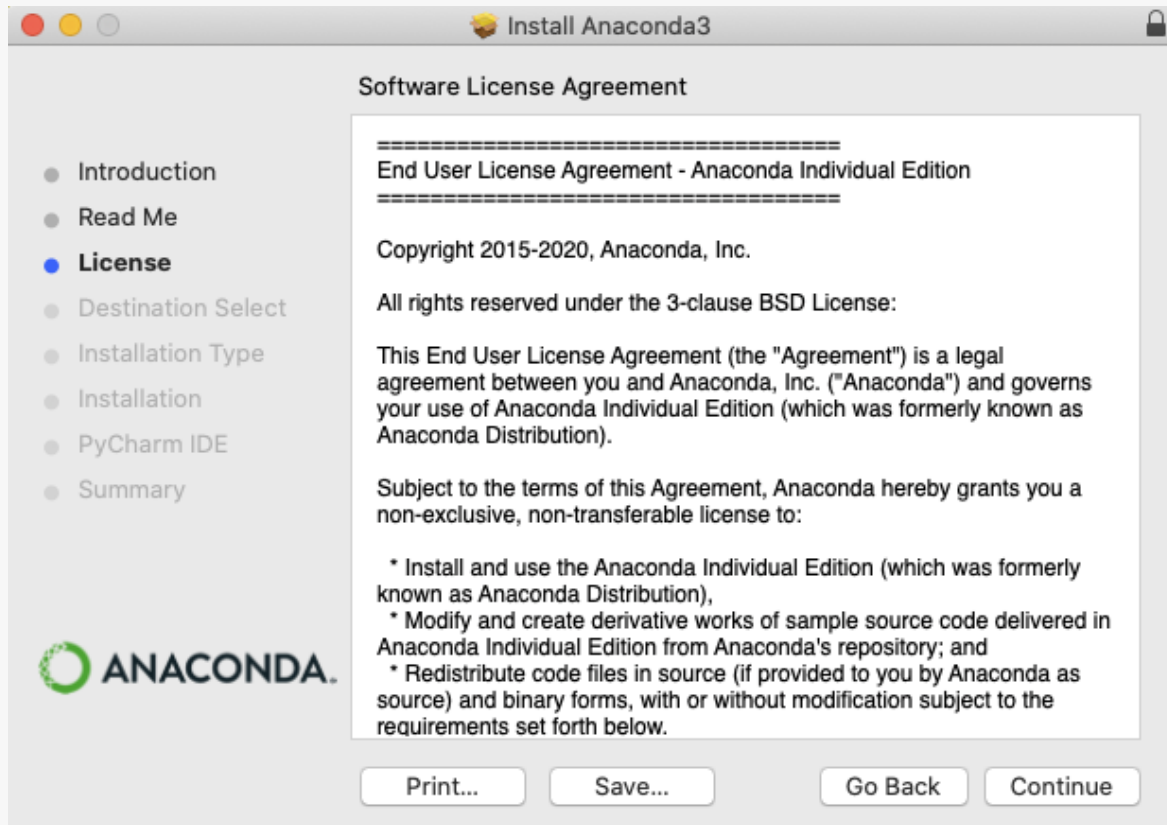 Install Anaconda3
Software License Agreement
Introduction
Read Me
License
Destination Select
Installation Type
Installation
PyCharm IDE
Summary
ANACONDA.
===================================
End User License Agreement - Anaconda Individual Edition
===================================
Copyright 2015-2020, Anaconda, Inc.
All rights reserved under the 3-clause BSD License:
This End User License Agreement (the "Agreement") is a legal
agreement between you and Anaconda, Inc. ("Anaconda") and governs
your use of Anaconda Individual Edition (which was formerly known as
Anaconda Distribution).
Subject to the terms of this Agreement, Anaconda hereby grants you a
non-exclusive, non-transferable license to:
* Install and use the Anaconda Individual Edition (which was formerly
known as Anaconda Distribution),
* Modify and create derivative works of sample source code delivered in
Anaconda Individual Edition from Anaconda's repository; and
* Redistribute code files in source (if provided to you by Anaconda as
source) and binary forms, with or without modification subject to the
requirements set forth below.
Print...
Save...
Go Back
Continue